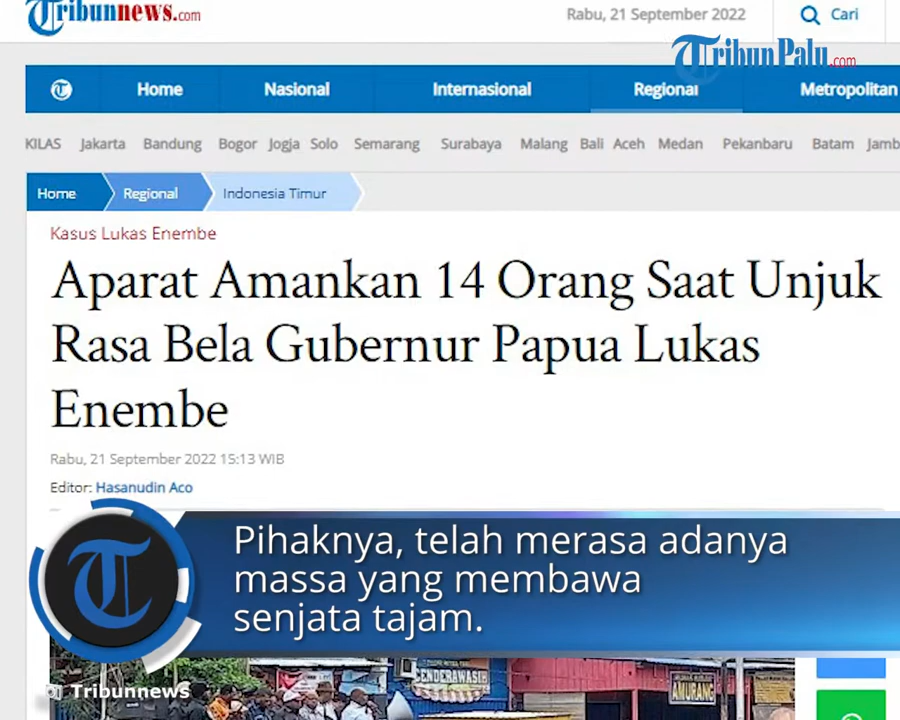 Tribunnews.com
Rabu, 21 September 2022
Cari
TribunPalu.com
Home Nasional Internasional Regional Metropolitan
KILAS Jakarta Bandung Bogor Jogja Solo Semarang Surabaya Malang Bali Aceh Medan Pekanbaru Batam Jamb
Home Regional Indonesia Timur
Kasus Lukas Enembe
Aparat Amankan 14 Orang Saat Unjuk
Rasa Bela Gubernur Papua Lukas
Enembe
Rabu, 21 September 2022 15:13 WIB
Editor: Hasanudin Aco
Pihaknya, telah merasa adanya
massa yang membawa
senjata tajam.
CENDERAWASIH
AMURANG
Tribunnews